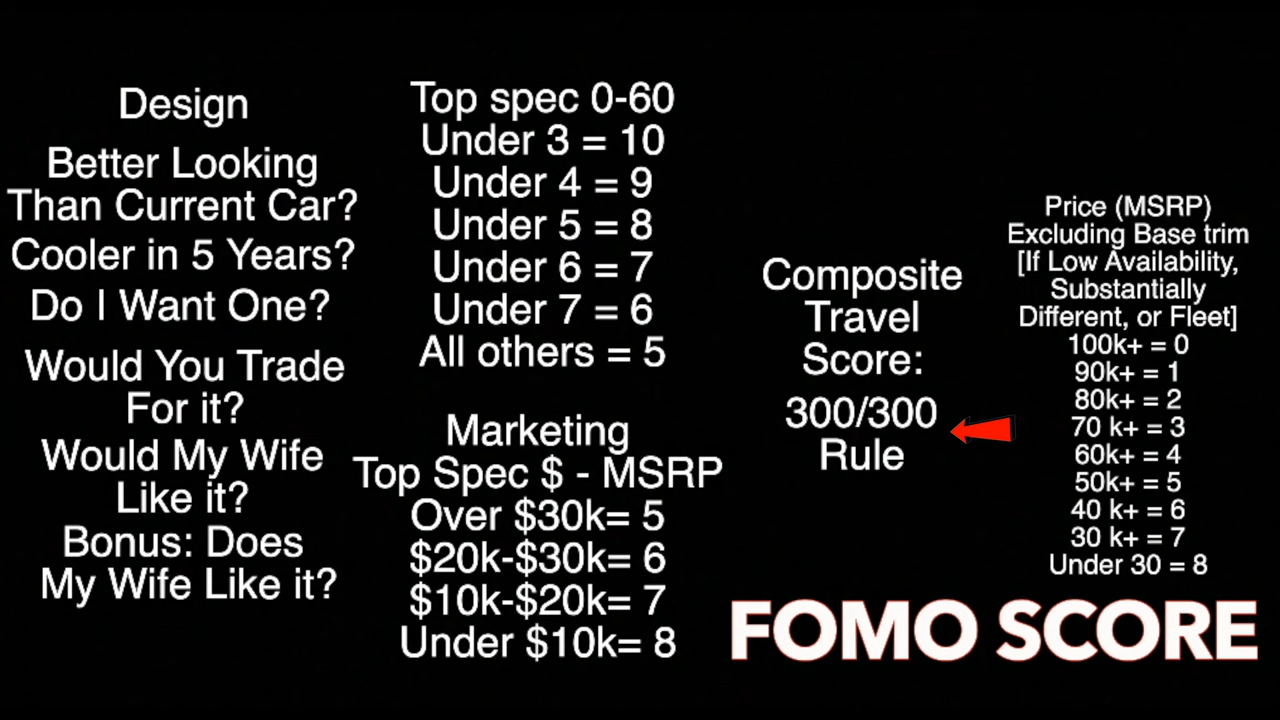 Design
Better Looking
Than Current Car?
Cooler in 5 Years?
Do I Want One?
Would You Trade
For it?
Would My Wife
Like it?
Bonus: Does
My Wife Like it?
Top spec 0-60
Under 3 = 10
Under 4 = 9
Under 5 = 8
Under 6 = 7
Under 7 = 6
All others = 5
Marketing
Top Spec $ - MSRP
Over $30k= 5
$20k-$30k= 6
$10k-$20k= 7
Under $10k= 8
Composite
Travel
Score:
300/300
Rule
Price (MSRP)
Excluding Base trim
[If Low Availability,
Substantially
Different, or Fleet]
100k+ = 0
90k+ = 1
80k+ = 2
70 k+ = 3
60k+ = 4
50k+ = 5
40 k+ = 6
30 k+ = 7
Under 30 = 8
FOMO SCORE